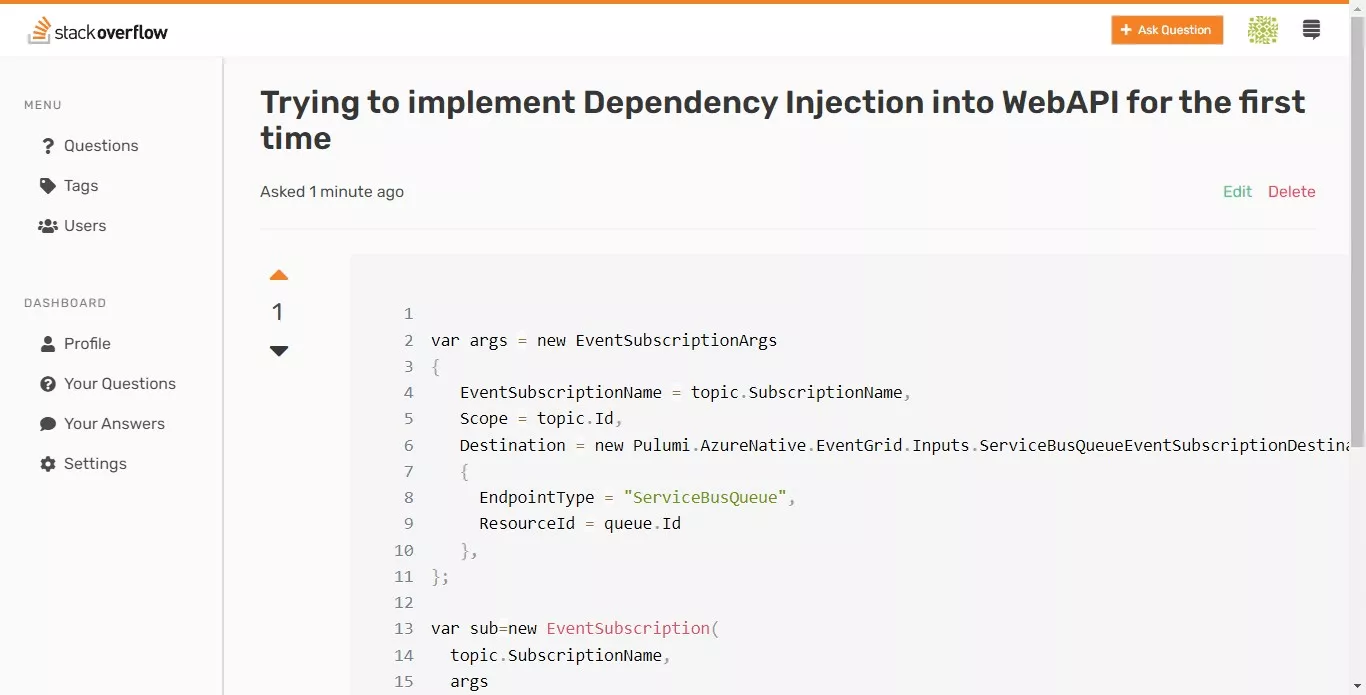 stackoverflow
+ Ask Question
MENU
Questions
Tags
Users
DASHBOARD
Profile
Your Questions
Your Answers
Settings
Trying to implement Dependency Injection into WebAPI for the first
time
Asked 1 minute ago
Edit Delete
1
1
2 var args = new EventSubscriptionArgs
3 {
4 EventSubscriptionName = topic.SubscriptionName,
5 Scope = topic.Id,
6 Destination = new Pulumi.AzureNative.EventGrid.Inputs.ServiceBusQueueEventSubscriptionDestina
7 {
8 EndpointType = "ServiceBusQueue",
9 ResourceId = queue.Id
10 },
11 };
12
13 var sub=new EventSubscription(
14 topic.SubscriptionName,
15 args